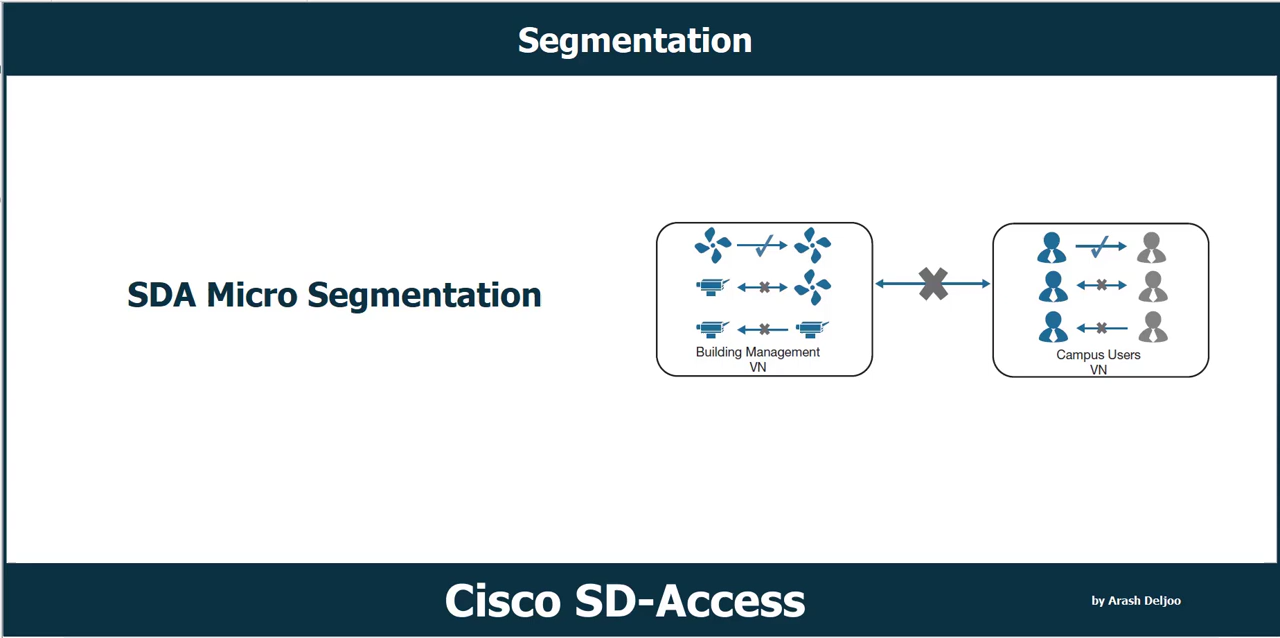 Segmentation
SDA Micro Segmentation
Building Management
VN
Campus Users
VN
Cisco SD-Access
by Arash Deljoo